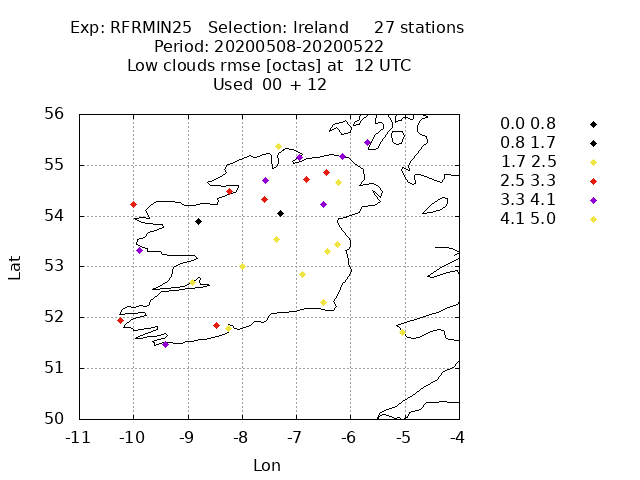 Exp: RFRMIN25   Selection: Ireland     27 stations
Period: 20200508-20200522
Low clouds rmse [octas] at  12 UTC
Used  00 + 12
56
55
54
53
52
51
50
-11 -10 -9 -8 -7 -6 -5 -4
Lat
Lon
0.0 0.8
0.8 1.7
1.7 2.5
2.5 3.3
3.3 4.1
4.1 5.0